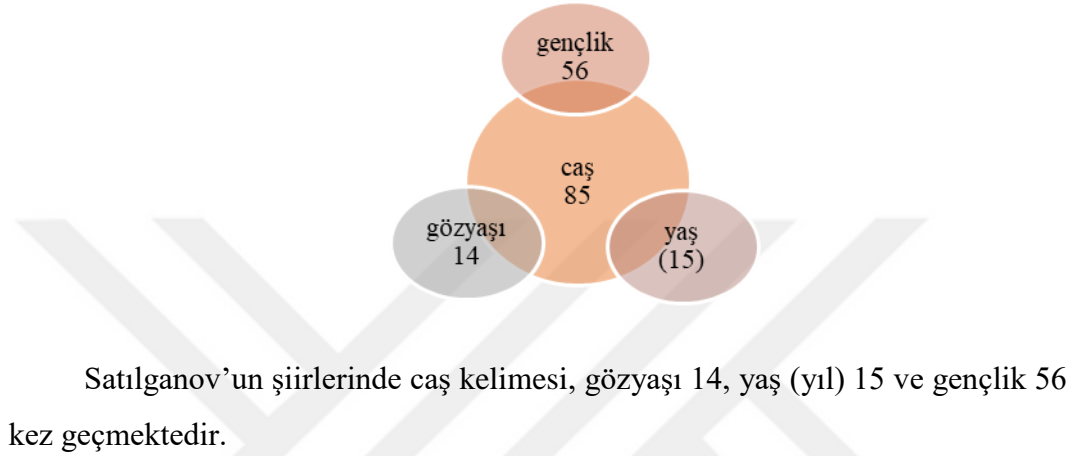 gençlik
56
caş
85
gözyaşı
14
yaş
(15)
Satılganov’un şiirlerinde caş kelimesi, gözyaşı 14, yaş (yıl) 15 ve gençlik 56
kez geçmektedir.